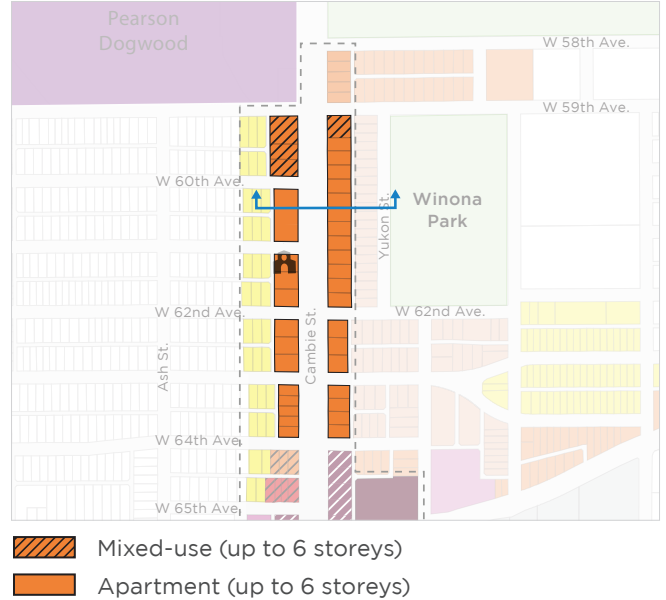 Pearson
Dogwood
W 58th Ave.
W 59th Ave.
W 60th Ave.
Winona
Park
Yukon St.
W 62nd Ave.
W 62nd Ave.
Cambie St.
Ash St.
W 64th Ave.
W 65th Ave.
Mixed-use (up to 6 storeys)
Apartment (up to 6 storeys)